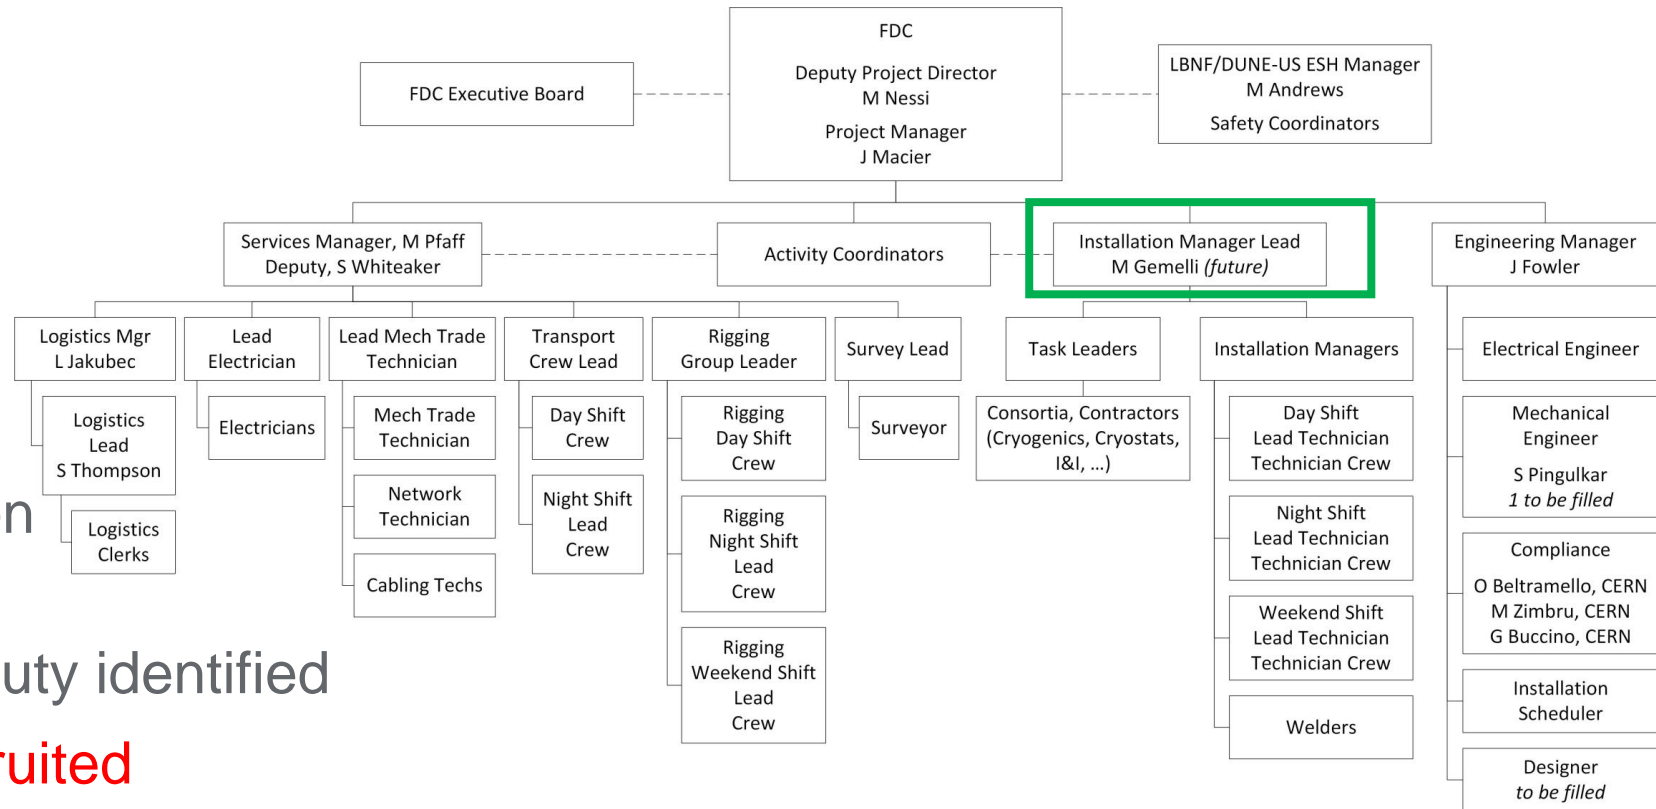 FDC
Deputy Project Director
M Nessi
Project Manager
J Macier
FDC Executive Board
LBNF/DUNE-US ESH Manager
M Andrews
Safety Coordinators
Services Manager, M Pfaff
Deputy, S Whiteaker
Activity Coordinators
Installation Manager Lead
M Gemelli (future)
Engineering Manager
J Fowler
Logistics Mgr
L Jakubec
Lead
Electrician
Lead Mech Trade
Technician
Transport
Crew Lead
Rigging
Group Leader
Survey Lead
Task Leaders
Installation Managers
Electrical Engineer
Logistics
Lead
S Thompson
Logistics
Clerks
Electricians
Mech Trade
Technician
Network
Technician
Cabling Techs
Day Shift
Crew
Night Shift
Lead
Crew
Rigging
Day Shift
Crew
Rigging
Night Shift
Lead
Crew
Rigging
Weekend Shift
Lead
Crew
Surveyor
Consortia, Contractors
(Cryogenics, Cryostats,
I&I, ...)
Day Shift
Lead Technician
Technician Crew
Night Shift
Lead Technician
Technician Crew
Weekend Shift
Lead Technician
Technician Crew
Welders
Mechanical
Engineer
S Pingulkar
1 to be filled
Compliance
O Beltramello, CERN
M Zimbru, CERN
G Buccino, CERN
Installation
Scheduler
Designer
to be filled
n
uty identified
ruited